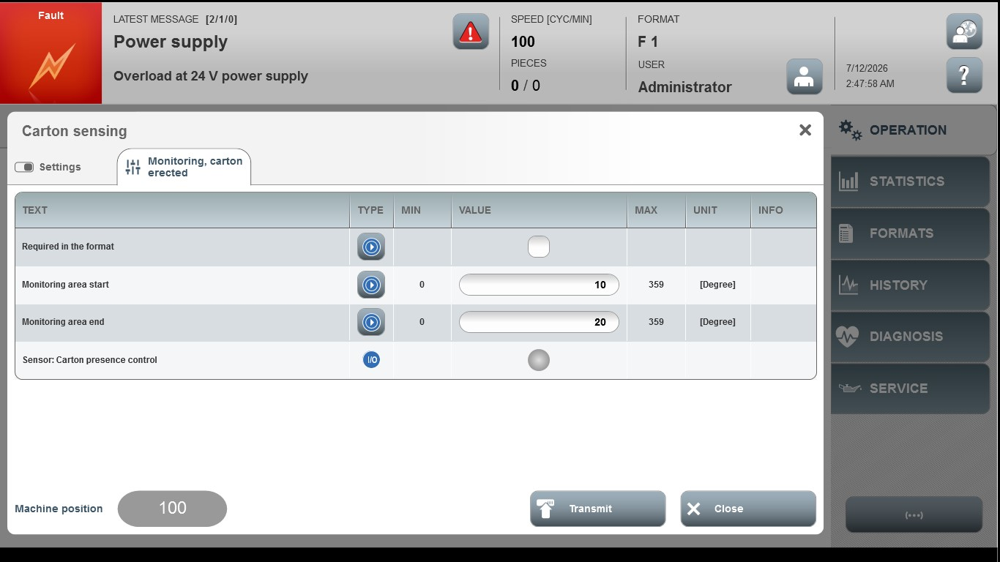 Fault
LATEST MESSAGE [2/1/0]
Power supply
Overload at 24 V power supply
SPEED [CYC/MIN]
100
PIECES
0 / 0
FORMAT
F 1
USER
Administrator
7/12/2026
2:47:58 AM
?
Carton sensing
Settings
Monitoring, carton
erected
TEXT TYPE MIN VALUE MAX UNIT INFO
Required in the format
Monitoring area start 0 10 359 [Degree]
Monitoring area end 0 20 359 [Degree]
Sensor: Carton presence control I/O
Machine position 100
Transmit
Close
OPERATION
STATISTICS
FORMATS
HISTORY
DIAGNOSIS
SERVICE
(•••)